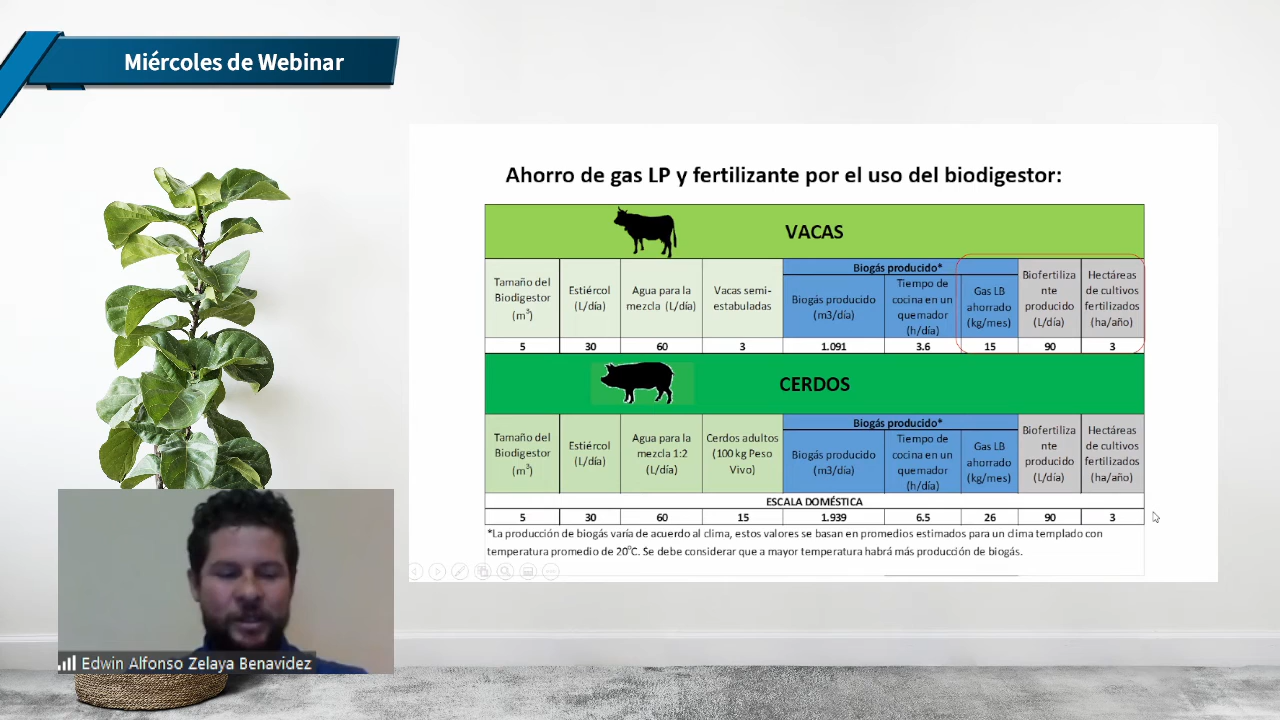 Miércoles de Webinar
Ahorro de gas LP y fertilizante por el uso del biodigestor:
VACAS
Tamaño del
Biodigestor
(m³)
Estiércol
(L/día)
Agua para la
mezcla (L/día)
Vacas semi-
estabuladas
Biogás producido*
Biogás producido
(m3/día)
Tiempo de
cocina en un
quemador
(h/día)
Gas LB
ahorrado
(kg/mes)
Biofertiliza
nte
producido
(L/día)
Hectáreas
de cultivos
fertilizados
(ha/año)
5 30 60 3 1.091 3.6 15 90 3
CERDOS
Tamaño del
Biodigestor
(m³)
Estiércol
(L/día)
Agua para la
mezcla 1:2
(L/día)
Cerdos adultos
(100 kg Peso
Vivo)
Biogás producido*
Biogás producido
(m3/día)
Tiempo de
cocina en un
quemador
(h/día)
Gas LB
ahorrado
(kg/mes)
Biofertiliza
nte
producido
(L/día)
Hectáreas
de cultivos
fertilizados
(ha/año)
ESCALA DOMÉSTICA
5 30 60 15 1.939 6.5 26 90 3
*La producción de biogás varía de acuerdo al clima, estos valores se basan en promedios estimados para un clima templado con
temperatura promedio de 20°C. Se debe considerar que a mayor temperatura habrá más producción de biogás.
Edwin Alfonso Zelaya Benavidez